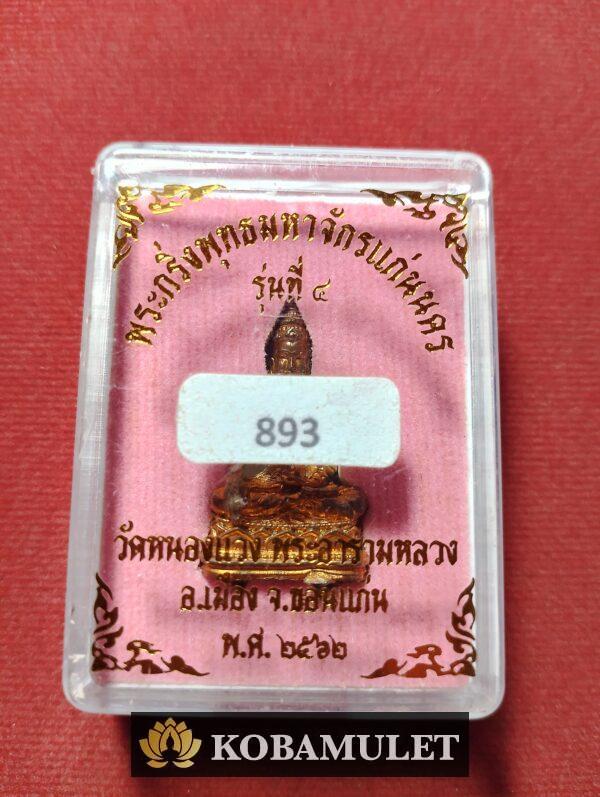 พระกริ่งพุทธมหาจักรแก่นนคร
รุ่นที่ ๔
893
วัดหนองแวง พระอารามหลวง
อ.เมือง จ.ขอนแก่น
พ.ศ. ๒๕๖๒
KOBAMULET